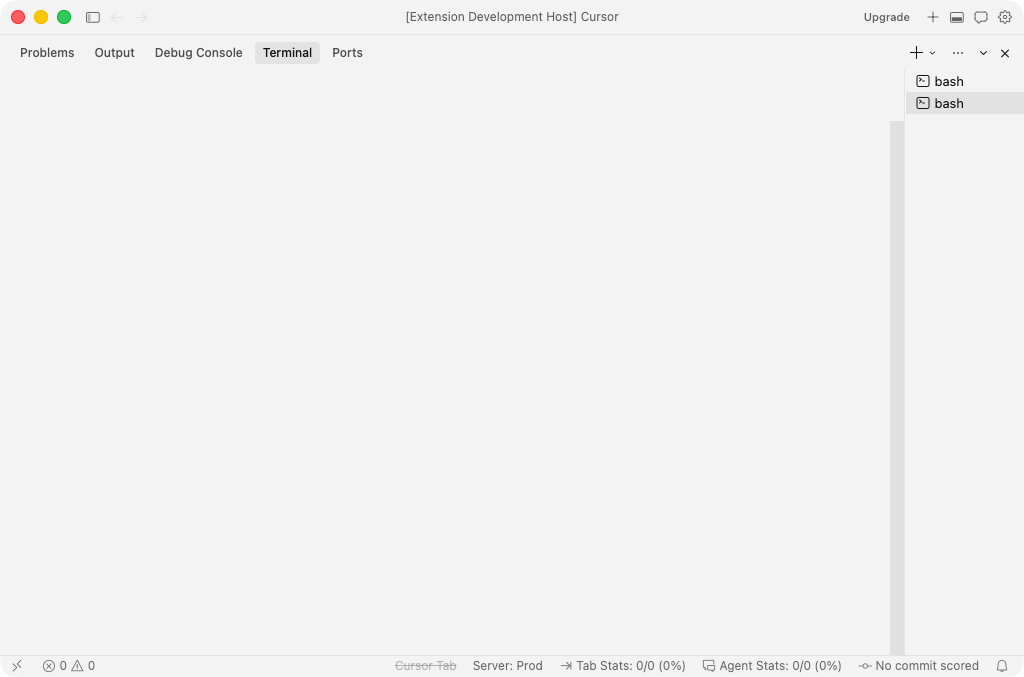 [Extension Development Host] Cursor
Upgrade
Problems Output Debug Console Terminal Ports
bash
bash
0 0 Cursor Tab Server: Prod Tab Stats: 0/0 (0%) Agent Stats: 0/0 (0%) No commit scored